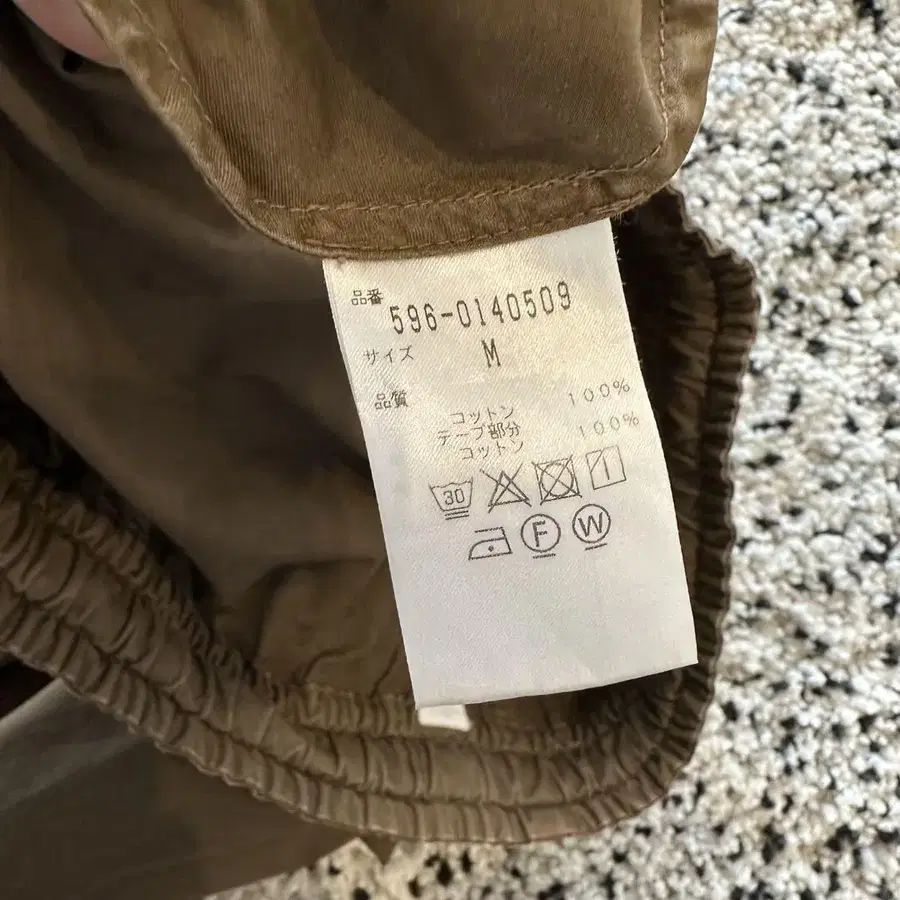 品番
596-0140509
サイズ M
品質
コットン 100%
テープ部分
コットン 100%
30
F W